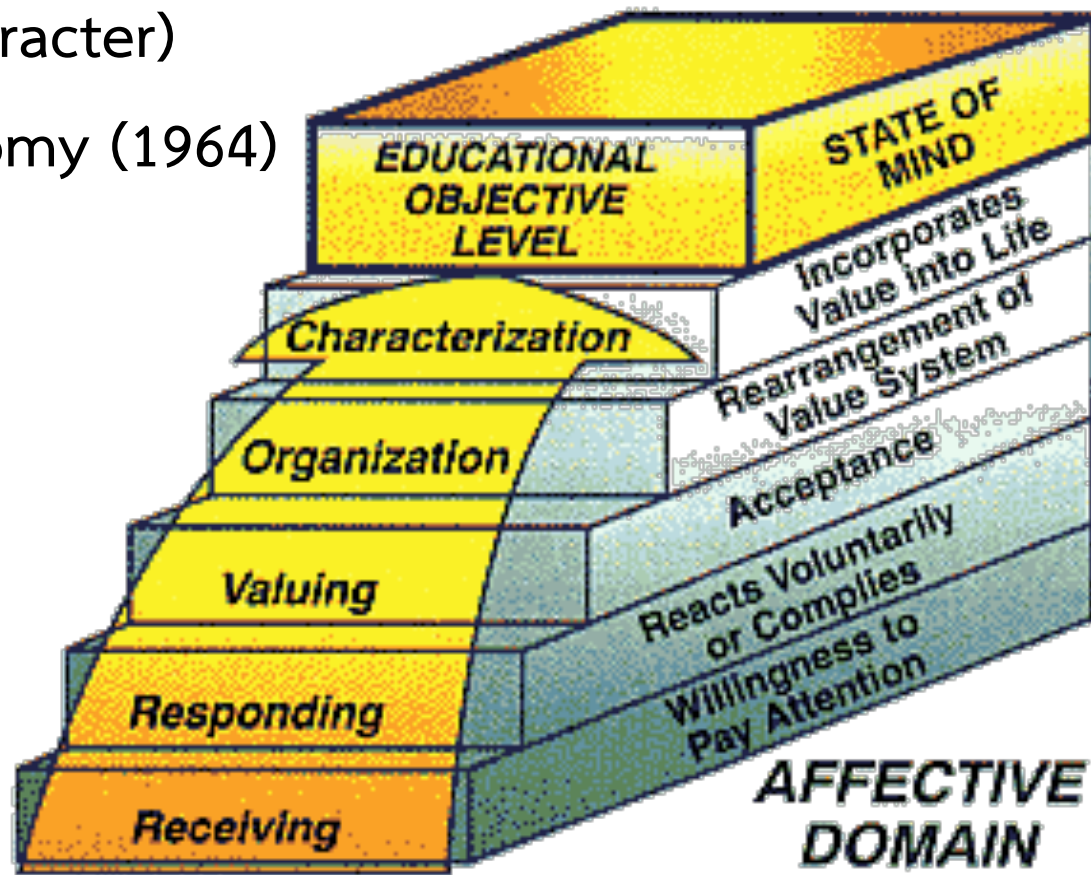 racter)
omy (1964)
EDUCATIONAL
OBJECTIVE
LEVEL
STATE OF
MIND
Characterization
Incorporates
Value into Life
Organization
Rearrangement of
Value System
Valuing
Acceptance
Responding
Reacts Voluntarily
or Complies
Receiving
Willingness to
Pay Attention
AFFECTIVE
DOMAIN